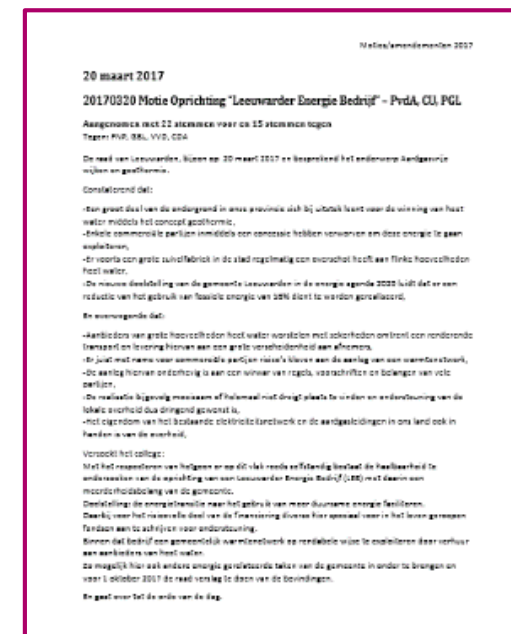 Moties/amendementen 2017
20 maart 2017
20170320 Motie Oprichting "Leeuwarder Energie Bedrijf" – PvdA, CU, PGL
Aangenomen met 22 stemmen voor en 15 stemmen tegen
Tegen: FNP, GBL, VVD, CDA
De raad van Leeuwarden, bijeen op 20 maart 2017 en besprekend het onderwerp Aardgasvrije
wijken en geothermie.
Constaterend dat:
-Een groot deel van de ondergrond in onze provincie zich bij uitstek leent voor de winning van heet
water middels het concept geothermie,
-Enkele commerciële partijen inmiddels een concessie hebben verworven om deze energie te gaan
exploiteren,
-Er voorts een grote zuivelfabriek in de stad regelmatig een overschot heeft aan flinke hoeveelheden
heet water,
-De nieuwe doelstelling van de gemeente Leeuwarden in de energie agenda 2020 luidt dat er een
reductie van het gebruik van fossiele energie van 16% dient te worden gerealiseerd,
En overwegende dat:
-Aanbieders van grote hoeveelheden heet water worstelen met zekerheden omtrent een renderende
transport en levering hiervan aan een grote verscheidenheid aan afnemers,
-Er juist met name voor commerciële partijen risico's kleven aan de aanleg van een warmtenetwerk,
-De aanleg hiervan onderhevig is aan een winwar van regels, voorschriften en belangen van vele
partijen,
-De realisatie bijgevolg moeizaam of helemaal niet dreigt plaats te vinden en ondersteuning van de
lokale overheid dus dringend gewenst is,
-Het eigendom van het bestaande elektriciteitsnetwerk en de aardgasleidingen in ons land ook in
handen is van de overheid,
Verzoekt het college:
Met het respecteren van hetgeen er op dit vlak reeds zelfstandig bestaat de haalbaarheid te
onderzoeken van de oprichting van een Leeuwarder Energie Bedrijf (LEB) met daarin een
meerderheidsbelang van de gemeente.
Doelstelling: de energietransitie naar het gebruik van meer duurzame energie faciliteren.
Daarbij voor het risicovolle deel van de financiering diverse hier speciaal voor in het leven geroepen
fondsen aan te schrijven voor ondersteuning.
Binnen dat bedrijf een gemeentelijk warmtenetwerk op rendabele wijze te exploiteren door verhuur
aan aanbieders van heet water.
Zo mogelijk hier ook andere energie gerelateerde taken van de gemeente in onder te brengen en
voor 1 oktober 2017 de raad verslag te doen van de bevindingen.
En gaat over tot de orde van de dag.